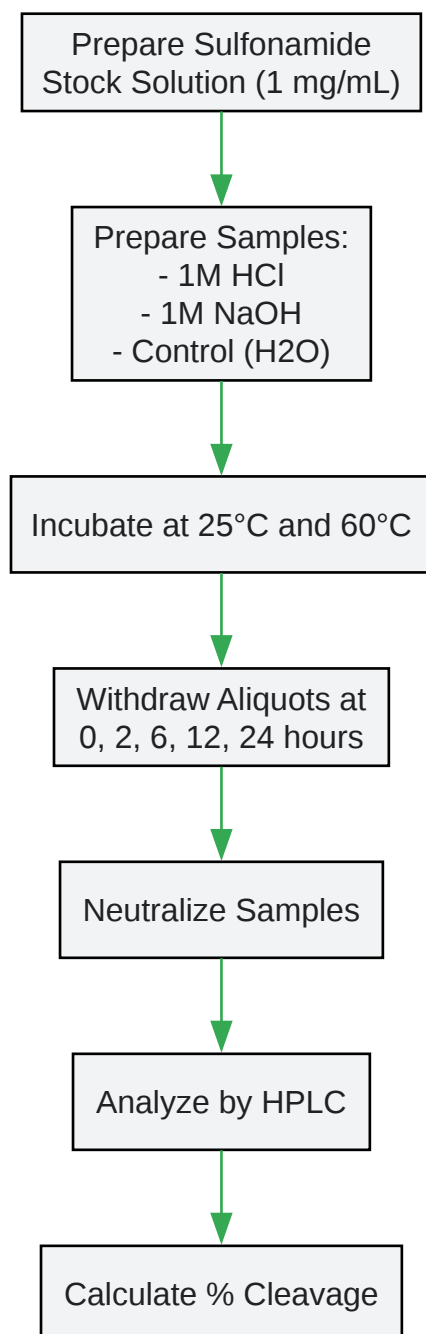 Prepare Sulfonamide
Stock Solution (1 mg/mL)
Prepare Samples:
- 1M HCl
- 1M NaOH
- Control (H2O)
Incubate at 25°C and 60°C
Withdraw Aliquots at
0, 2, 6, 12, 24 hours
Neutralize Samples
Analyze by HPLC
Calculate % Cleavage